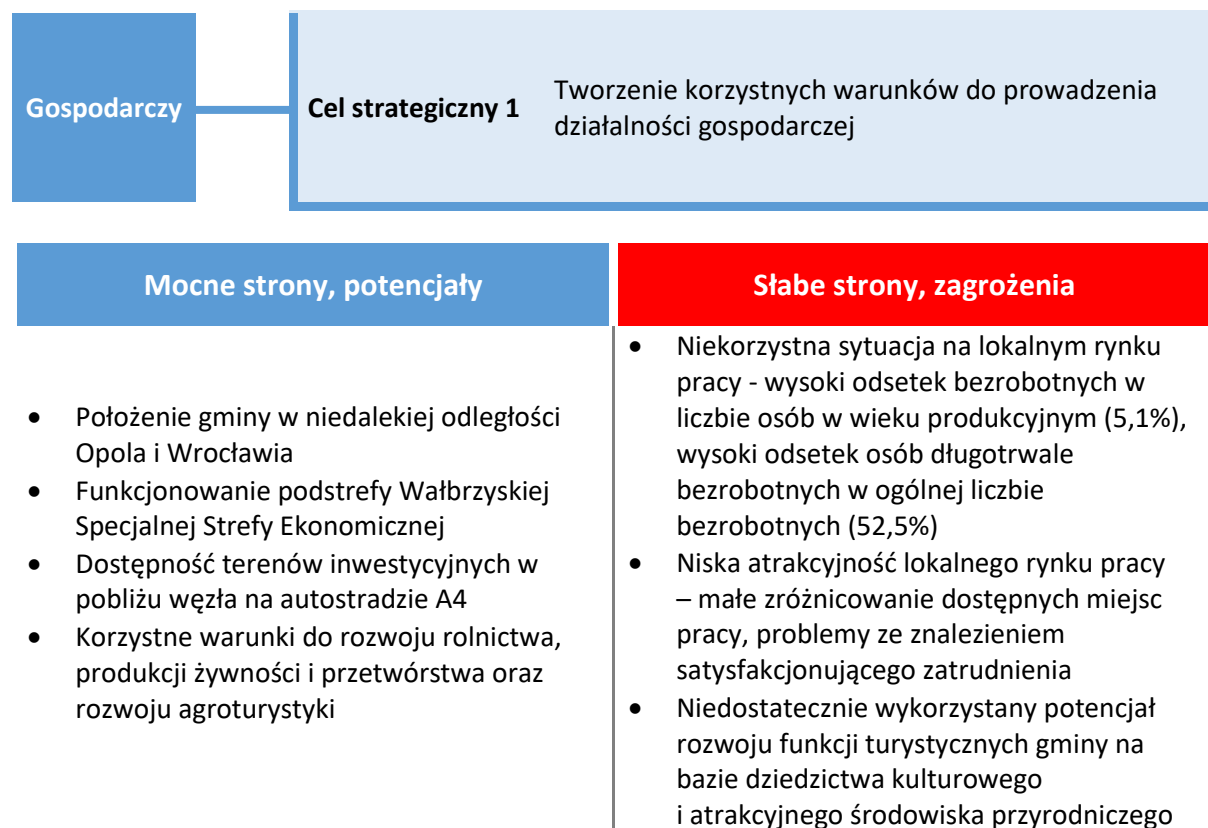 Gospodarczy
Cel strategiczny 1
Tworzenie korzystnych warunków do prowadzenia
działalności gospodarczej
Mocne strony, potencjały
• Położenie gminy w niedalekiej odległości
Opola i Wrocławia
• Funkcjonowanie podstrefy Wałbrzyskiej
Specjalnej Strefy Ekonomicznej
• Dostępność terenów inwestycyjnych w
pobliżu węzła na autostradzie A4
• Korzystne warunki do rozwoju rolnictwa,
produkcji żywności i przetwórstwa oraz
rozwoju agroturystyki
Słabe strony, zagrożenia
• Niekorzystna sytuacja na lokalnym rynku
pracy - wysoki odsetek bezrobotnych w
liczbie osób w wieku produkcyjnym (5,1%),
wysoki odsetek osób długotrwale
bezrobotnych w ogólnej liczbie
bezrobotnych (52,5%)
• Niska atrakcyjność lokalnego rynku pracy
– małe zróżnicowanie dostępnych miejsc
pracy, problemy ze znalezieniem
satysfakcjonującego zatrudnienia
• Niedostatecznie wykorzystany potencjał
rozwoju funkcji turystycznych gminy na
bazie dziedzictwa kulturowego
i atrakcyjnego środowiska przyrodniczego